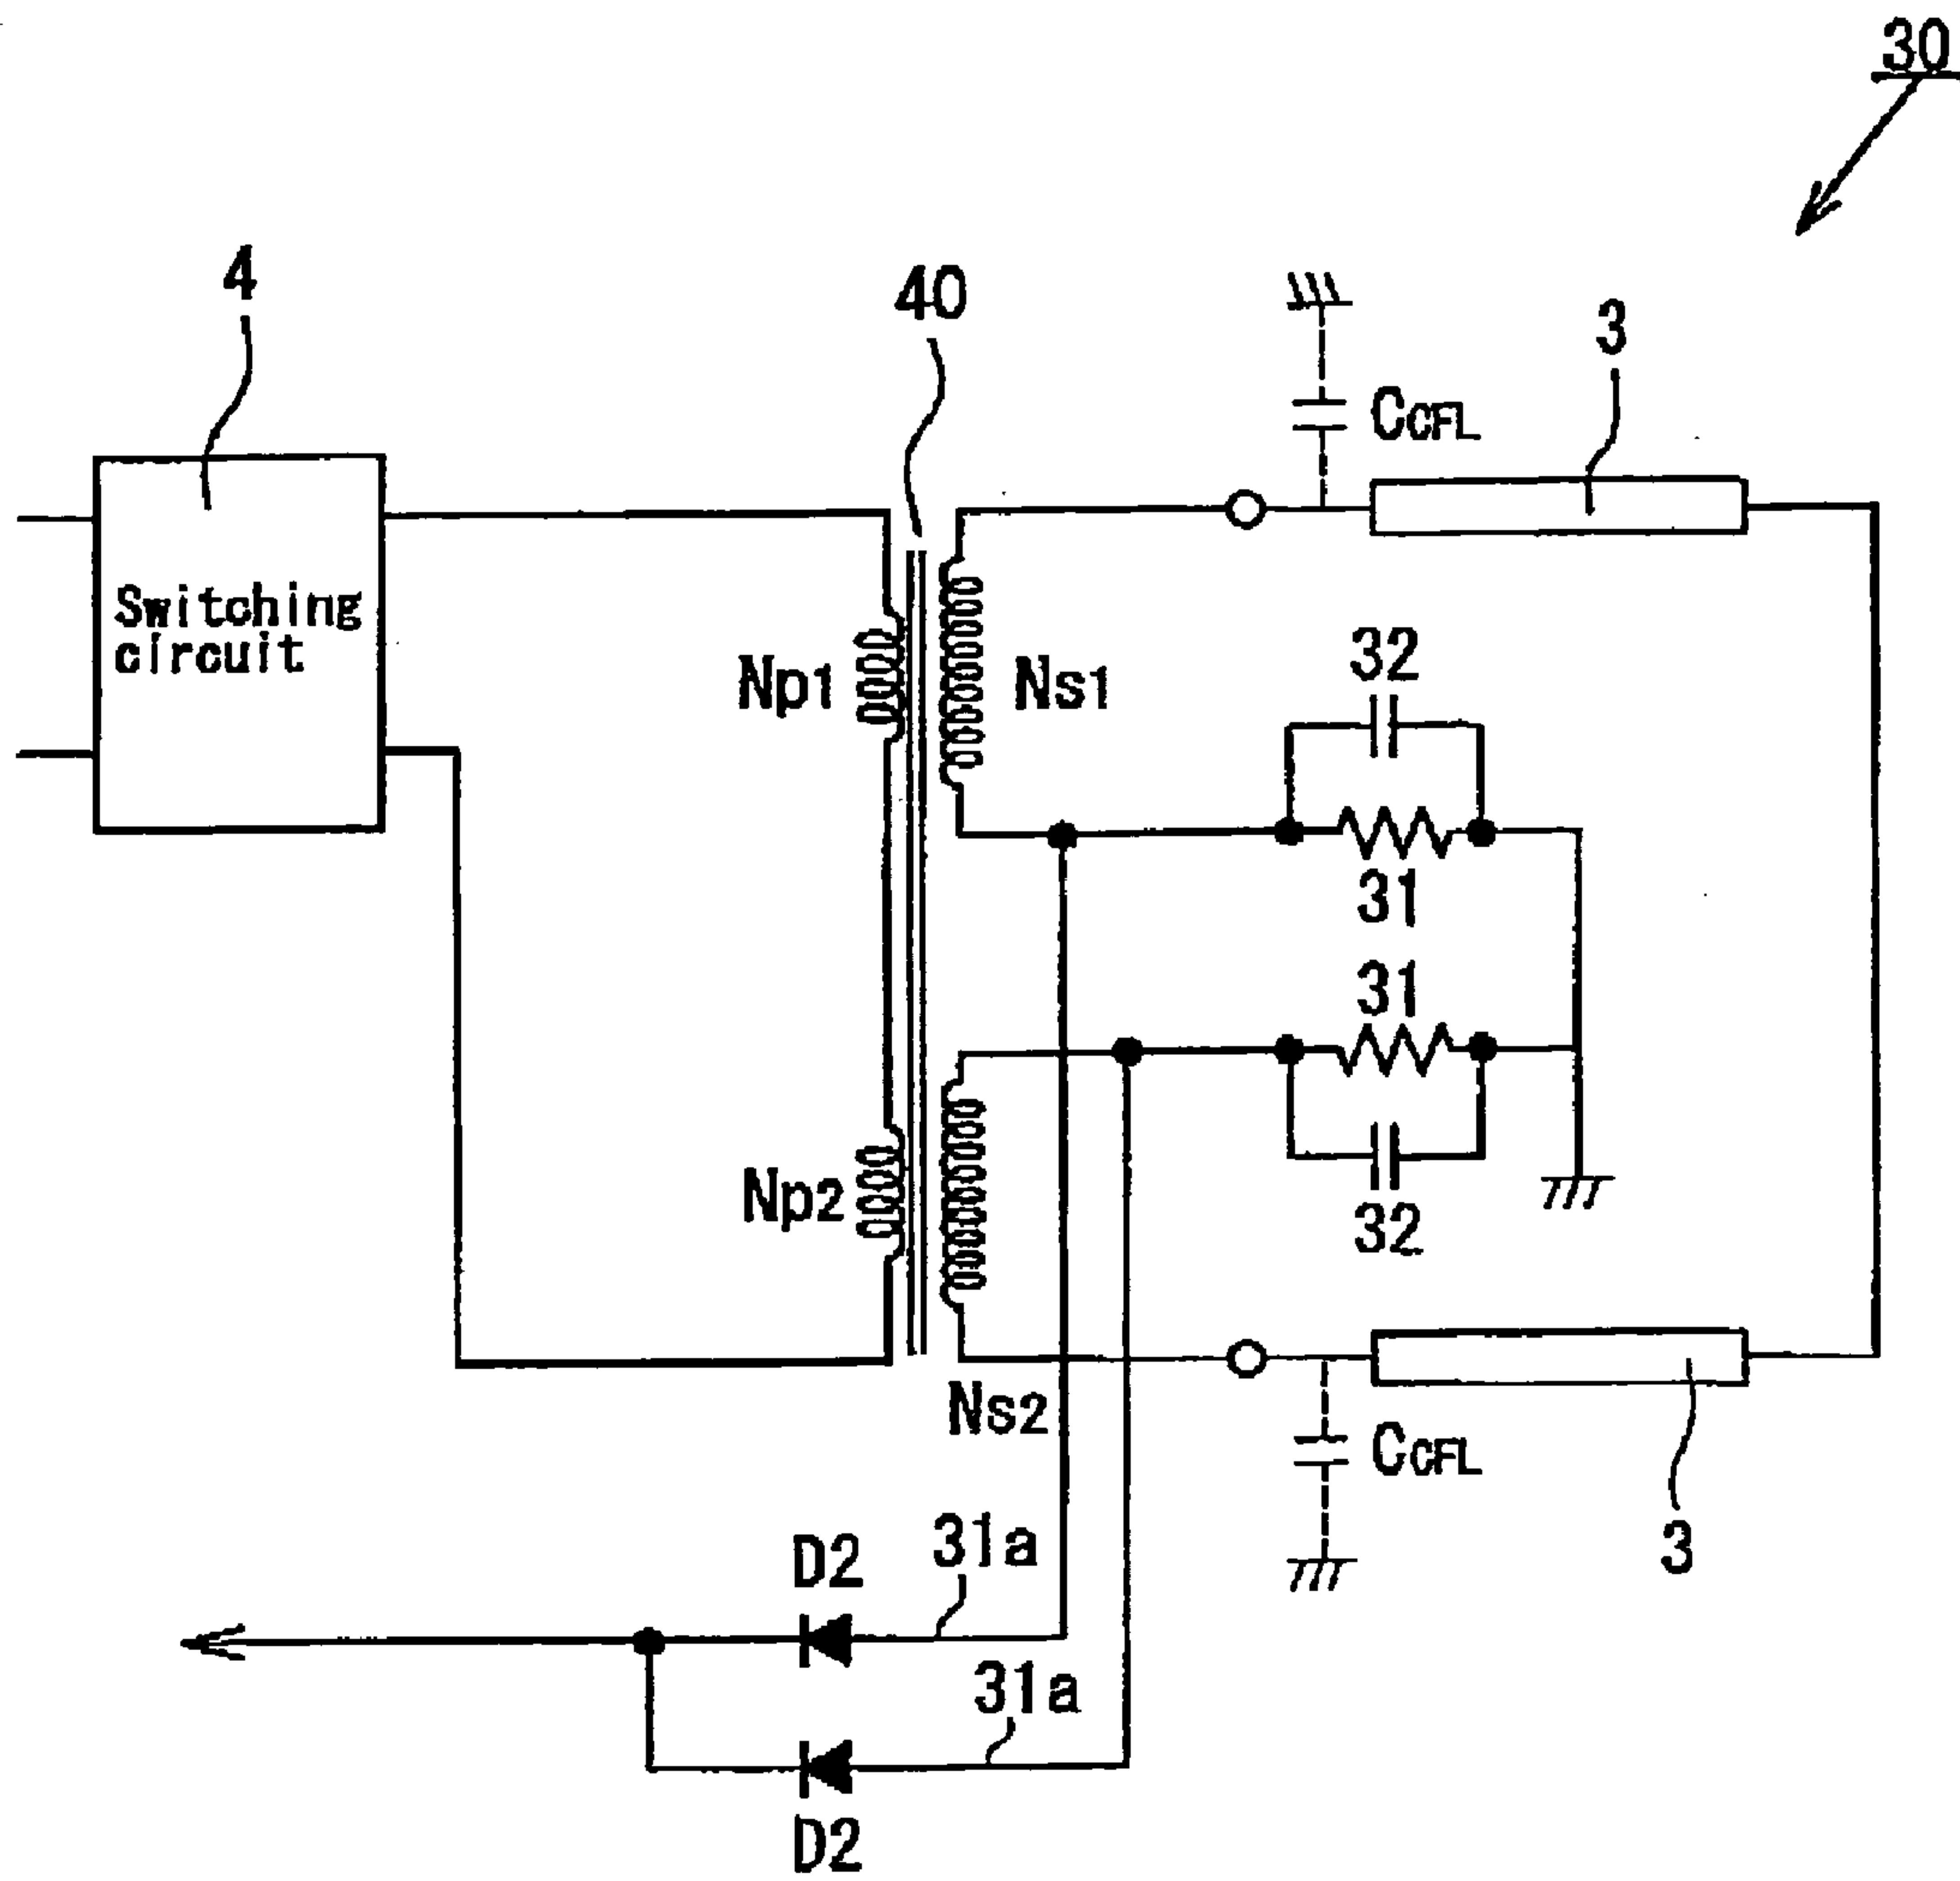 30
4
40
3
CCFL
Switching
circuit
Np1
Ns1
32
31
31
Np2
32
Ns2
CCFL
31a
D2
3
31a
D2